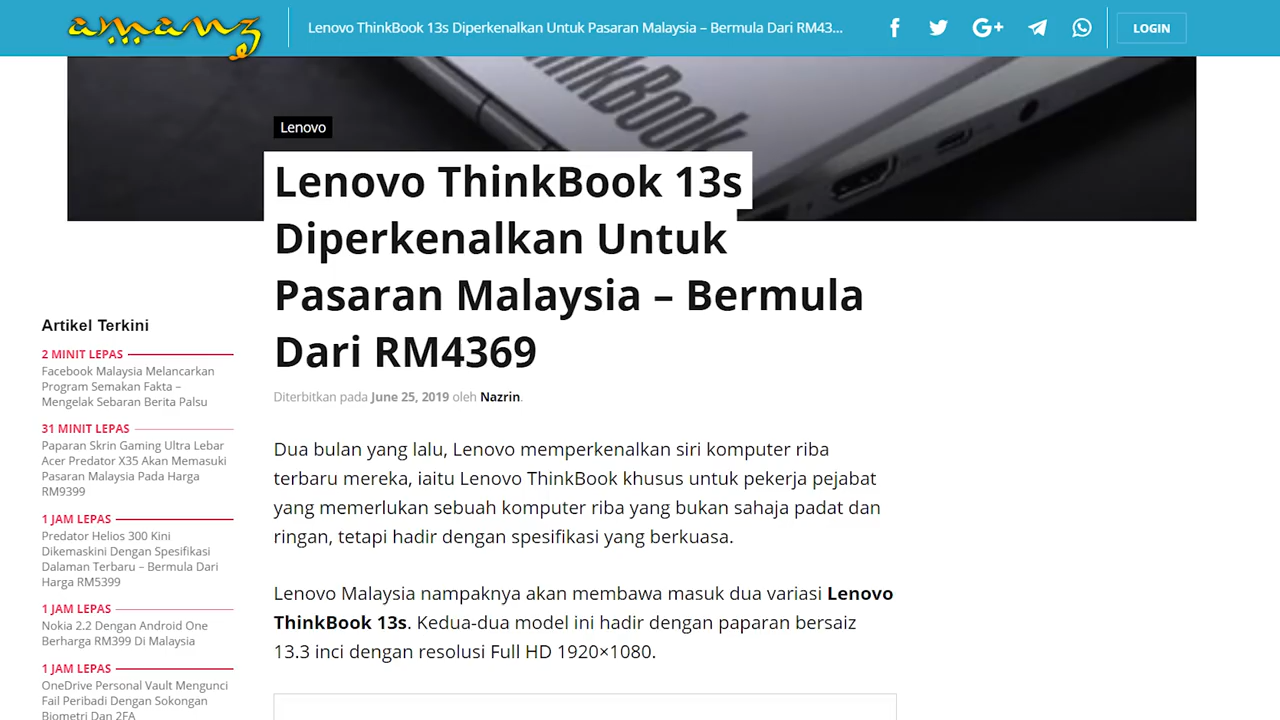 amanz
Lenovo ThinkBook 13s Diperkenalkan Untuk Pasaran Malaysia – Bermula Dari RM43...
LOGIN
ThinkBook
Lenovo
Lenovo ThinkBook 13s
Diperkenalkan Untuk
Pasaran Malaysia – Bermula
Dari RM4369
Diterbitkan pada June 25, 2019 oleh Nazrin.
Artikel Terkini
2 MINIT LEPAS
Facebook Malaysia Melancarkan
Program Semakan Fakta –
Mengelak Sebaran Berita Palsu
31 MINIT LEPAS
Paparan Skrin Gaming Ultra Lebar
Acer Predator X35 Akan Memasuki
Pasaran Malaysia Pada Harga
RM9399
1 JAM LEPAS
Predator Helios 300 Kini
Dikemaskini Dengan Spesifikasi
Dalaman Terbaru – Bermula Dari
Harga RM5399
1 JAM LEPAS
Nokia 2.2 Dengan Android One
Berharga RM399 Di Malaysia
1 JAM LEPAS
OneDrive Personal Vault Mengunci
Fail Peribadi Dengan Sokongan
Biometri Dan 2FA
Dua bulan yang lalu, Lenovo memperkenalkan siri komputer riba
terbaru mereka, iaitu Lenovo ThinkBook khusus untuk pekerja pejabat
yang memerlukan sebuah komputer riba yang bukan sahaja padat dan
ringan, tetapi hadir dengan spesifikasi yang berkuasa.
Lenovo Malaysia nampaknya akan membawa masuk dua variasi Lenovo
ThinkBook 13s. Kedua-dua model ini hadir dengan paparan bersaiz
13.3 inci dengan resolusi Full HD 1920×1080.